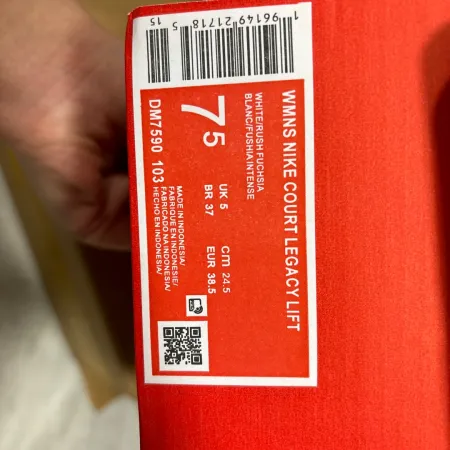 WMNS NIKE COURT LEGACY LIFT
WHITE/RUSH FUCHSIA
BLANC/FUSHIA INTENSE
7 5
UK 5
CM 24.5
BR 37
EUR 38.5
MADE IN INDONESIA/
FABRIQUE EN INDONESIE/
FABRICADO NA INDONESIA/
HECHO EN INDONESIA/
DM7590 103
1 96149 21718 5
15